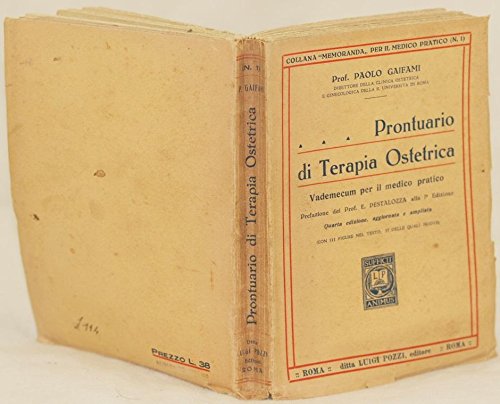 COLLANA "MEMORANDA" PER IL MEDICO PRATICO (N. 1)
Prof. PAOLO GAIFAMI
DIRETTORE DELLA CLINICA OSTETRICA
E GINECOLOGICA DELLA R. UNIVERSITÀ DI ROMA
Prontuario
di Terapia Ostetrica
Vademecum per il medico pratico
Prefazione del Prof. E. PESTALOZZA alla 1ª Edizione
Quarta edizione, aggiornata e ampliata
CON 111 FIGURE NEL TESTO, 37 DELLE QUALI NUOVE
SUFFICIT
L P
ANIMUS
:: ROMA :: ditta LUIGI POZZI, editore :: ROMA ::
(N. 1)
P. GAIFAMI
Prontuario di Terapia Ostetrica
Ditta
LUIGI POZZI
Editore
ROMA
PREZZO L. 38